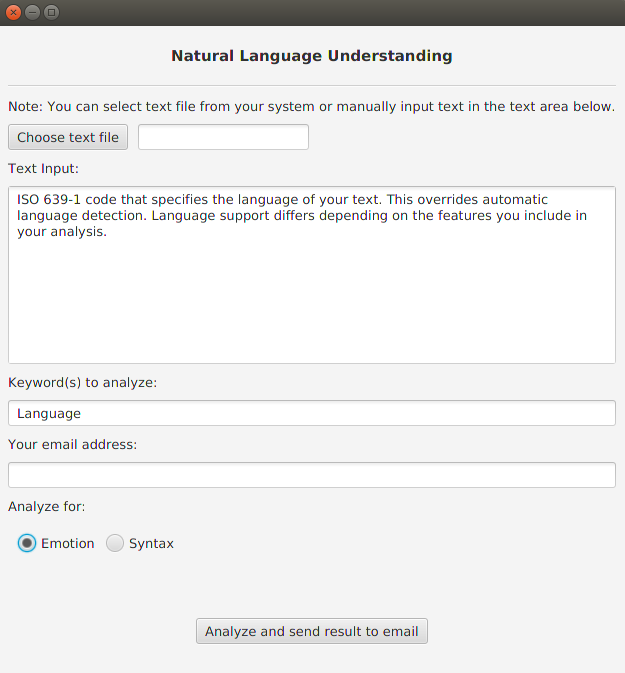 Natural Language Understanding
Note: You can select text file from your system or manually input text in the text area below.
Choose text file
Text Input:
ISO 639-1 code that specifies the language of your text. This overrides automatic
language detection. Language support differs depending on the features you include in
your analysis.
Keyword(s) to analyze:
Language
Your email address:
Analyze for:
Emotion Syntax
Analyze and send result to email